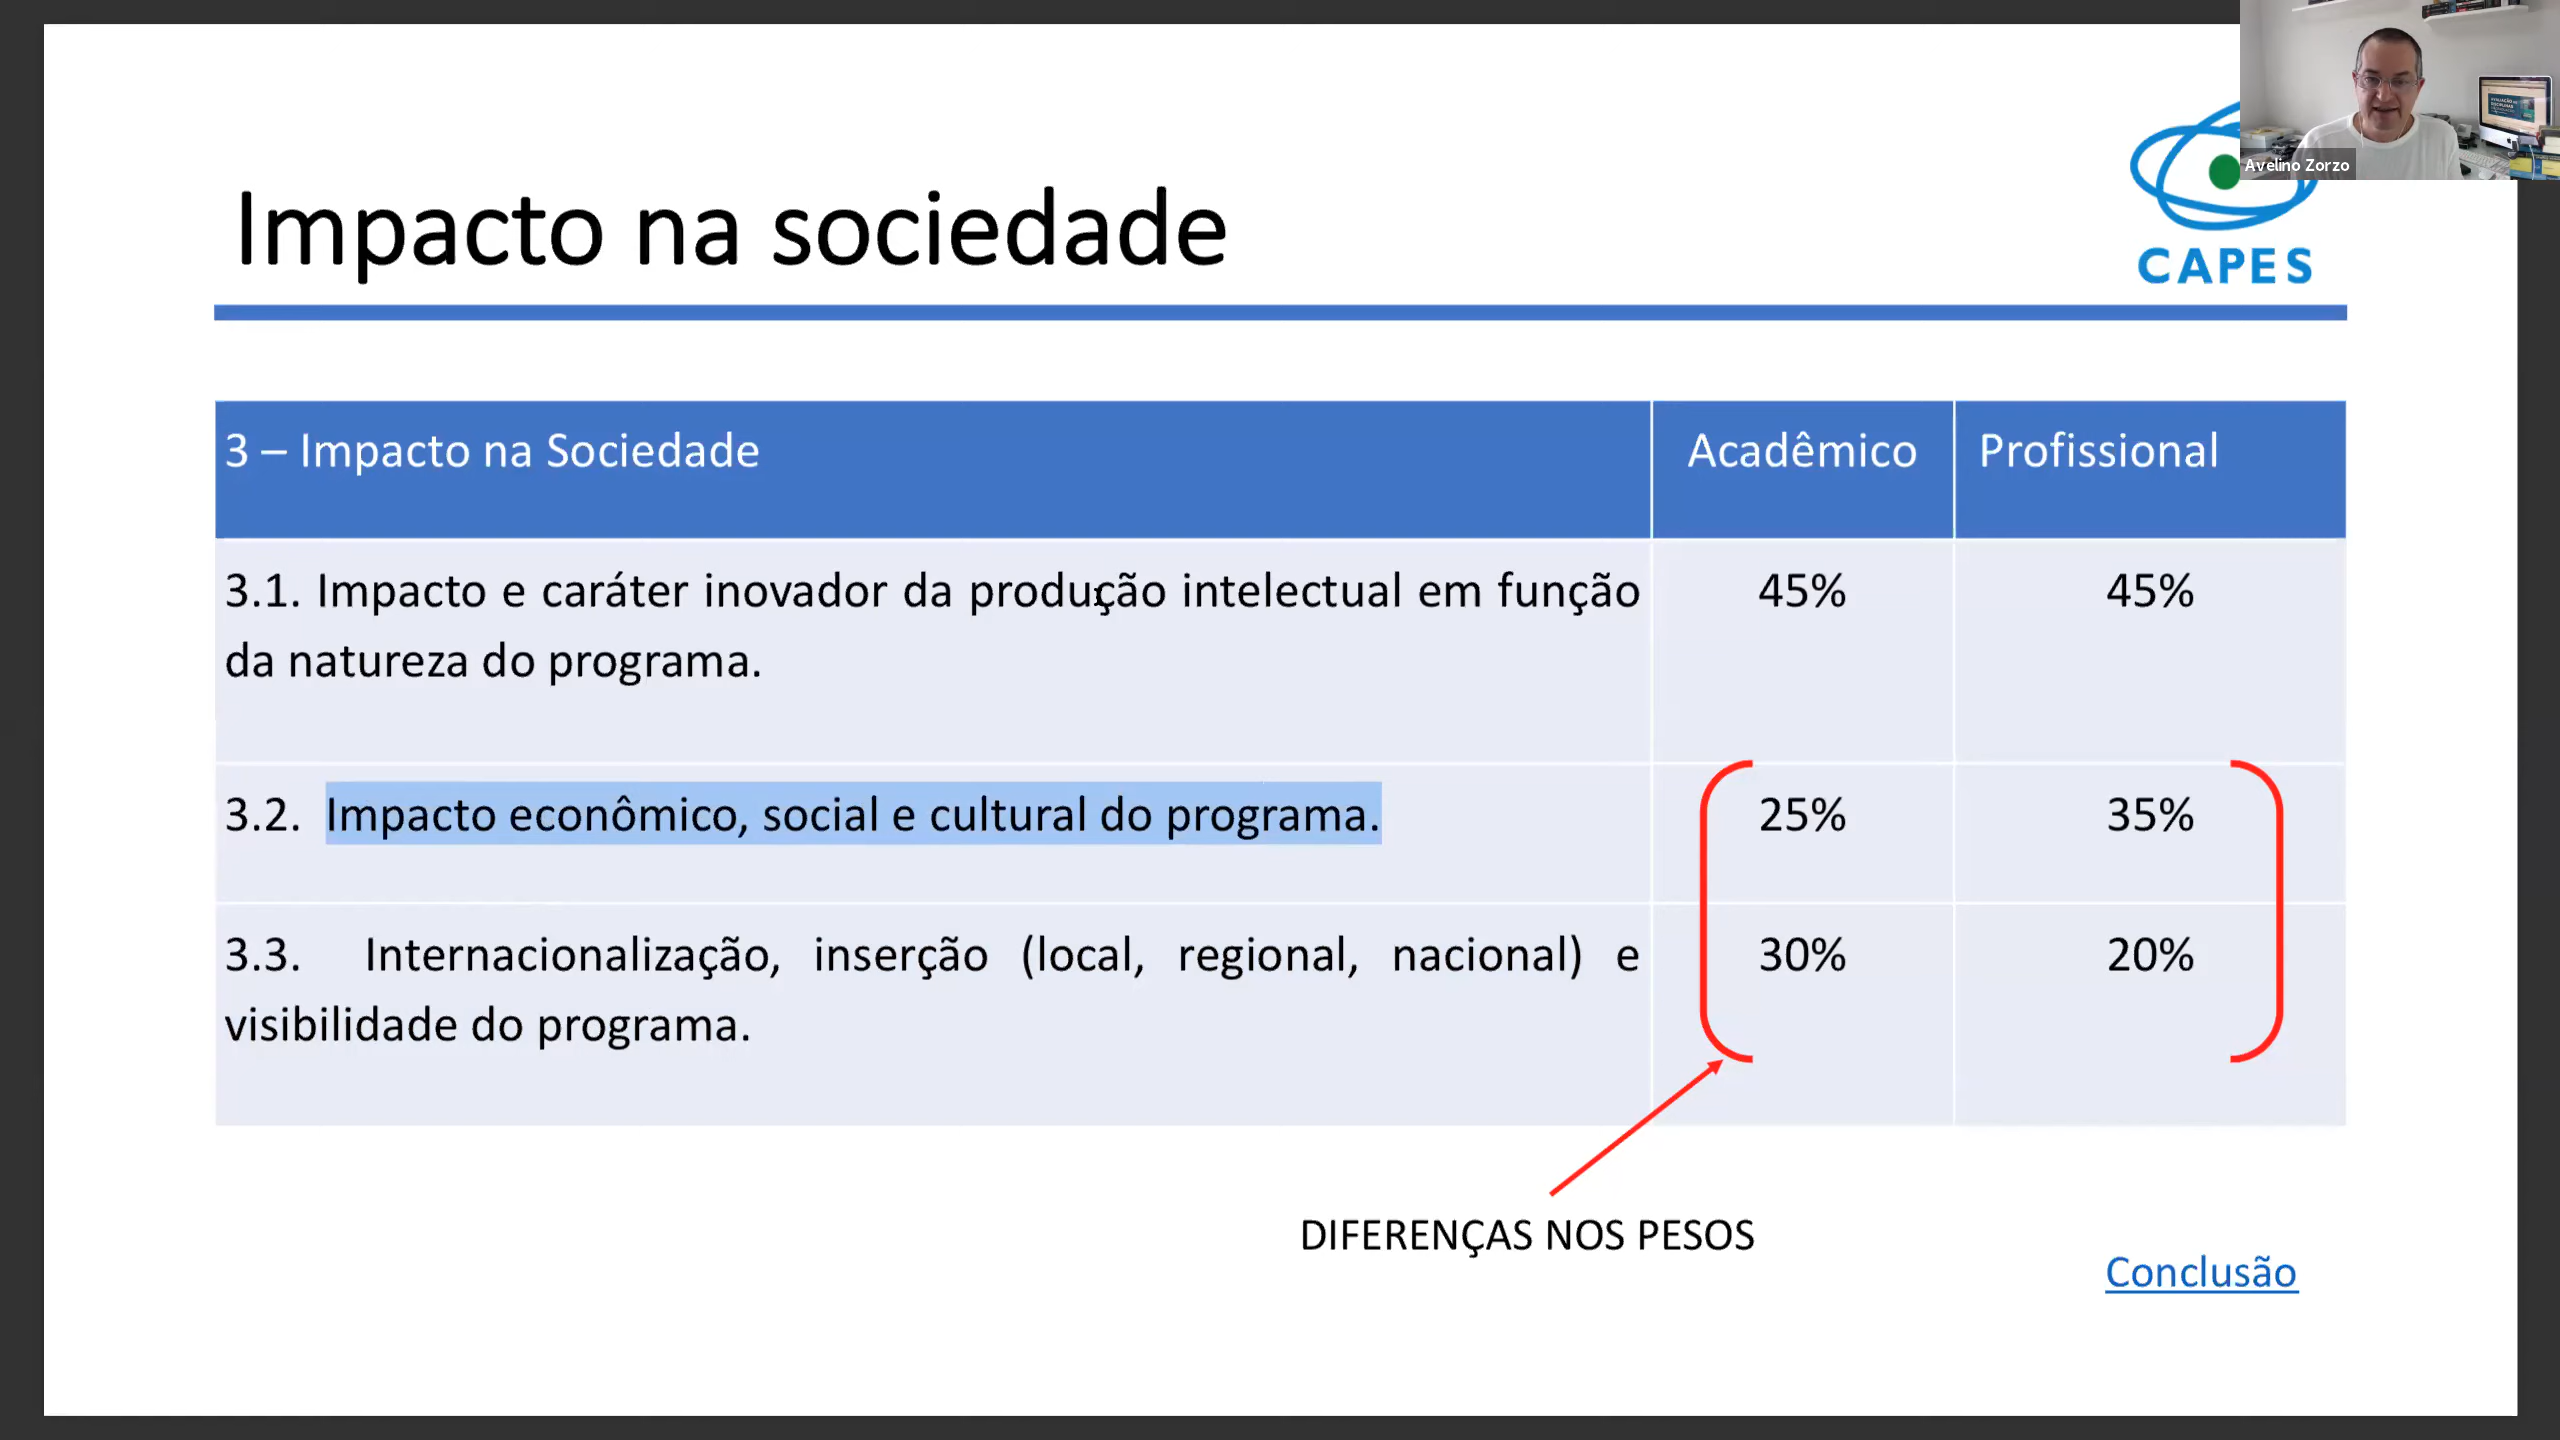 Avelino Zorzo
Impacto na sociedade
CAPES
3 – Impacto na Sociedade
Acadêmico
Profissional
3.1. Impacto e caráter inovador da produção intelectual em função
da natureza do programa.
45%
45%
3.2. Impacto econômico, social e cultural do programa.
25%
35%
3.3. Internacionalização, inserção (local, regional, nacional) e
visibilidade do programa.
30%
20%
DIFERENÇAS NOS PESOS
Conclusão